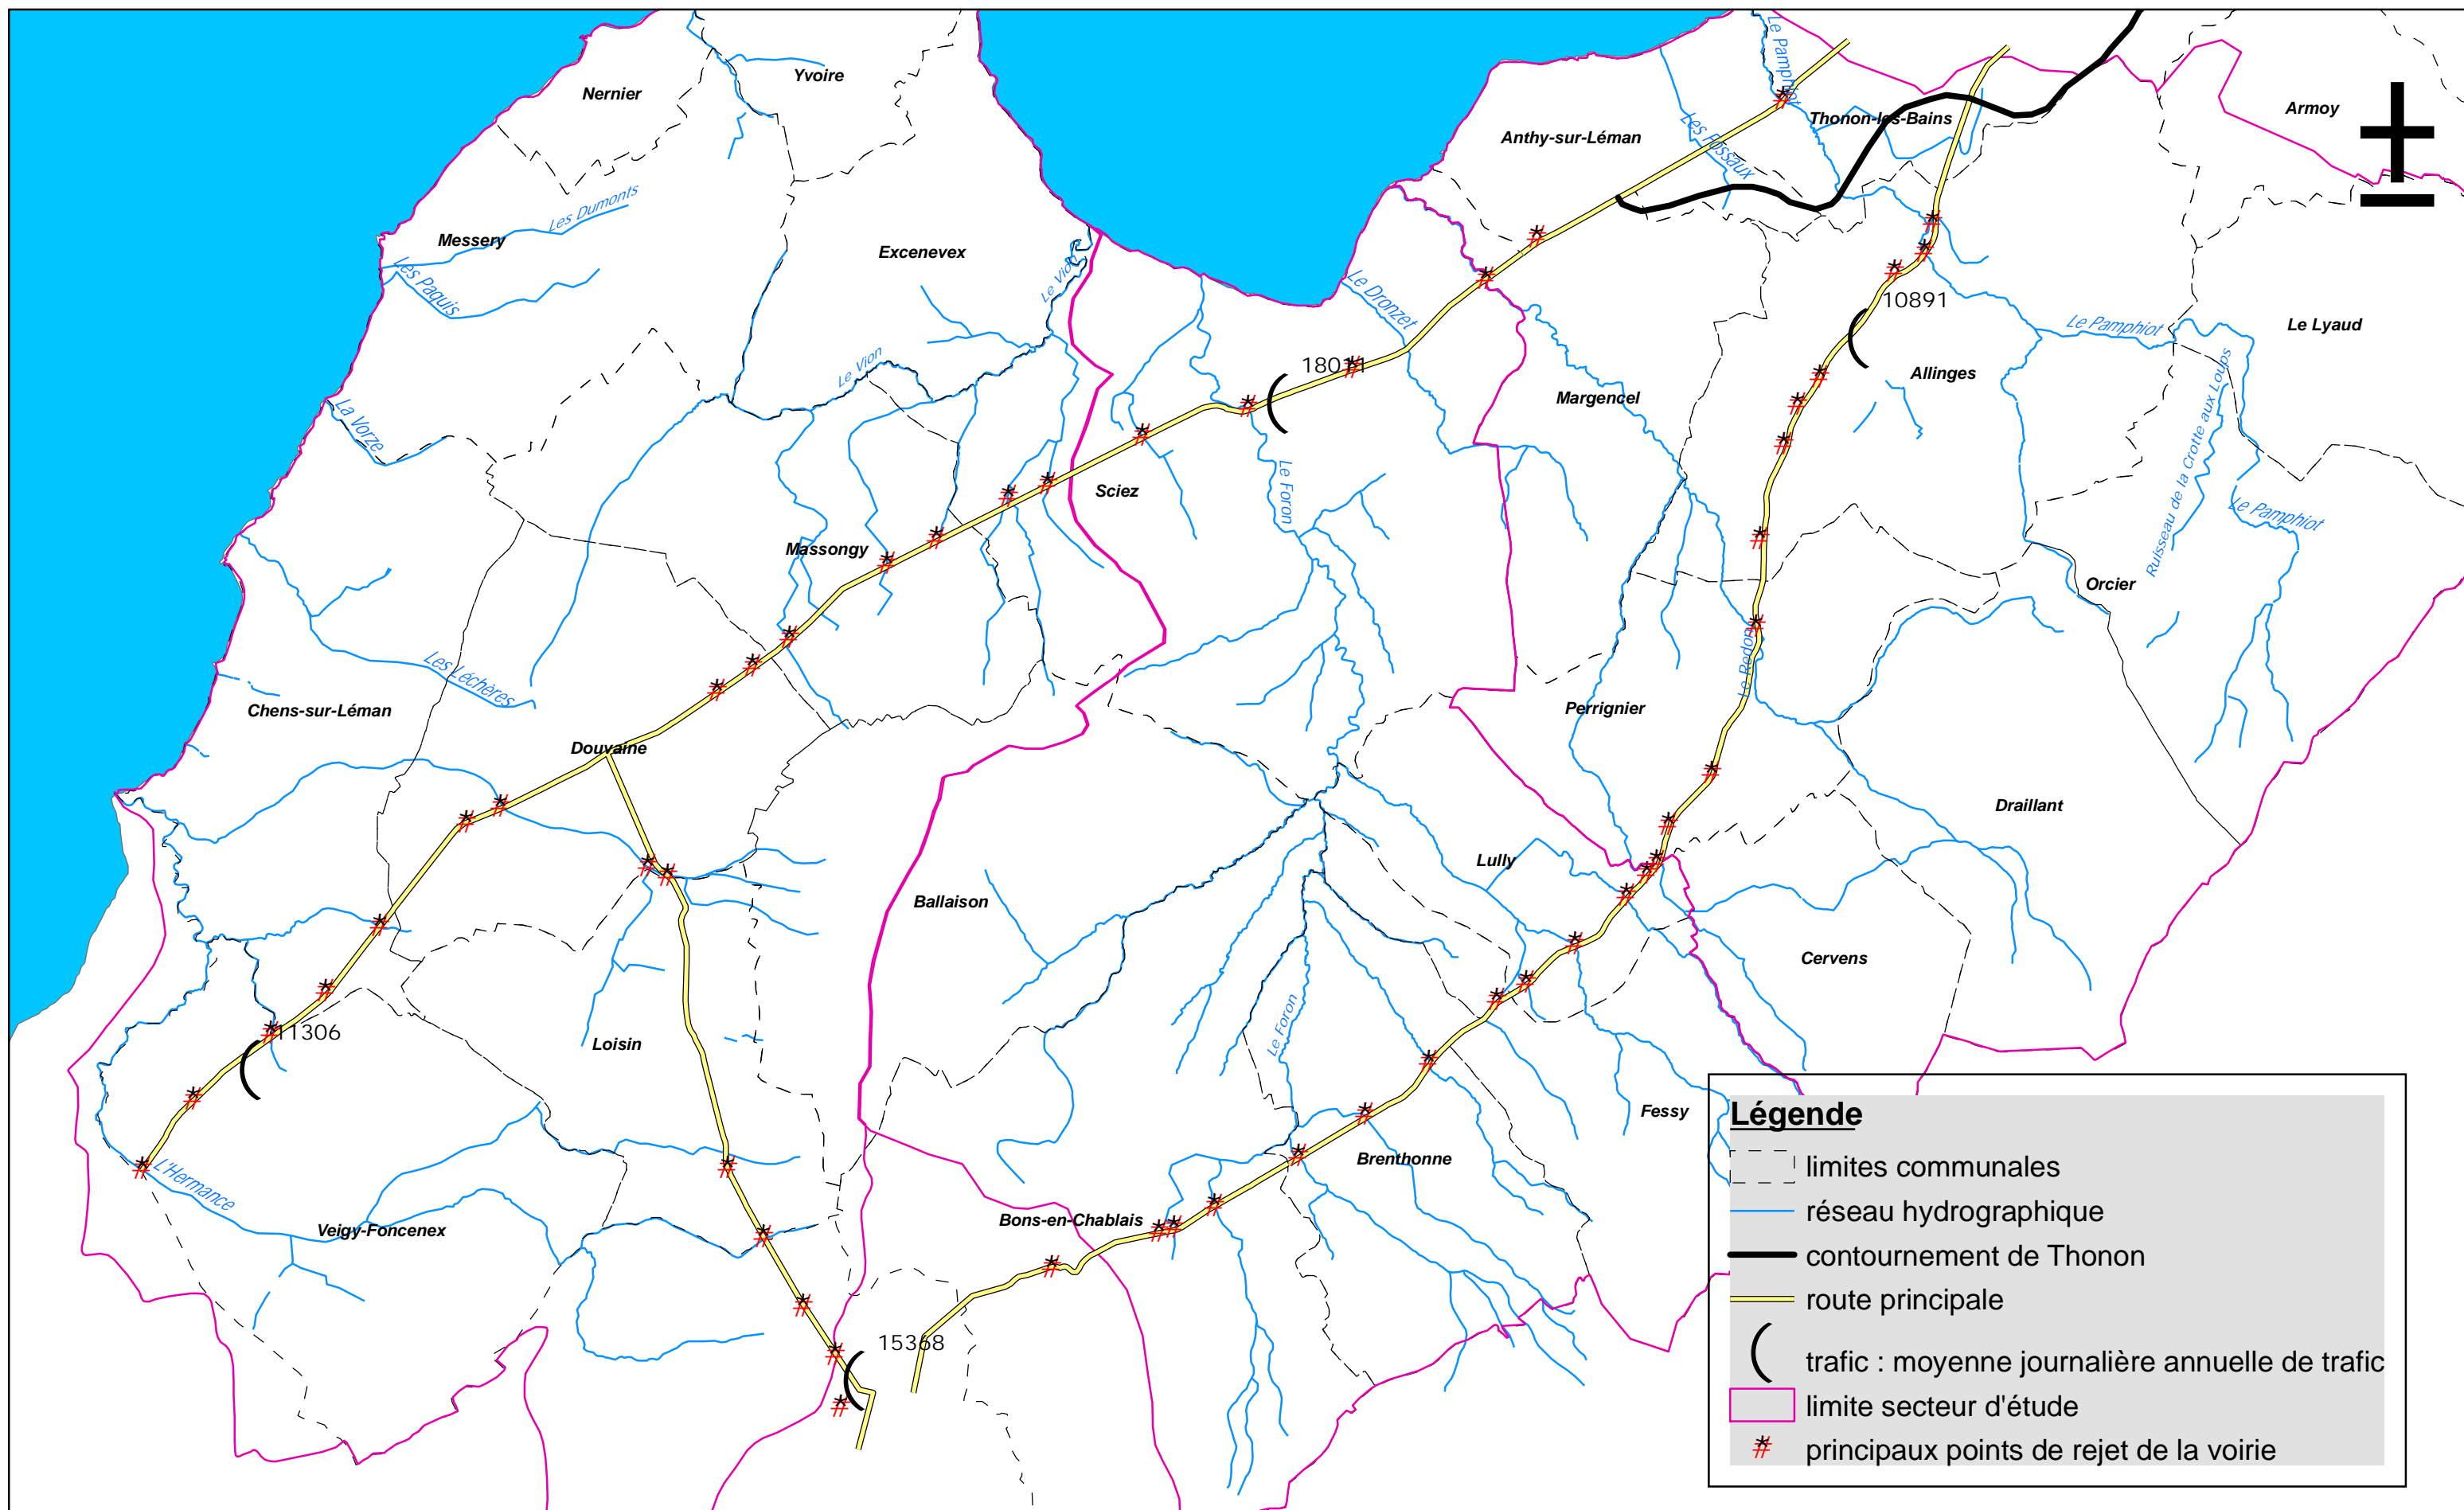 Le Pamphiot
Nernier
Yvoire
Armoy
Anthy-sur-Léman
Thonon-les-Bains
Les Fossaux
Les Dumonts
Messery
Excenevex
Les Paquis
Le Vion
Le Dronzet
10891
Le Pamphiot
Le Lyaud
Le Vion
18011
Allinges
Margencel
Ruisseau de la Crotte aux Loups
La Vorze
Sciez
Le Foron
Le Pamphiot
Massongy
Orcier
Le Redon
Les Léchères
Chens-sur-Léman
Perrignier
Douvaine
Draillant
Lully
Ballaison
Cervens
Le Foron
11306
Loisin
Fessy
Brenthonne
L'Hermance
Veigy-Foncenex
Bons-en-Chablais
15368
Légende
limites communales
réseau hydrographique
contournement de Thonon
route principale
trafic : moyenne journalière annuelle de trafic
limite secteur d'étude
principaux points de rejet de la voirie